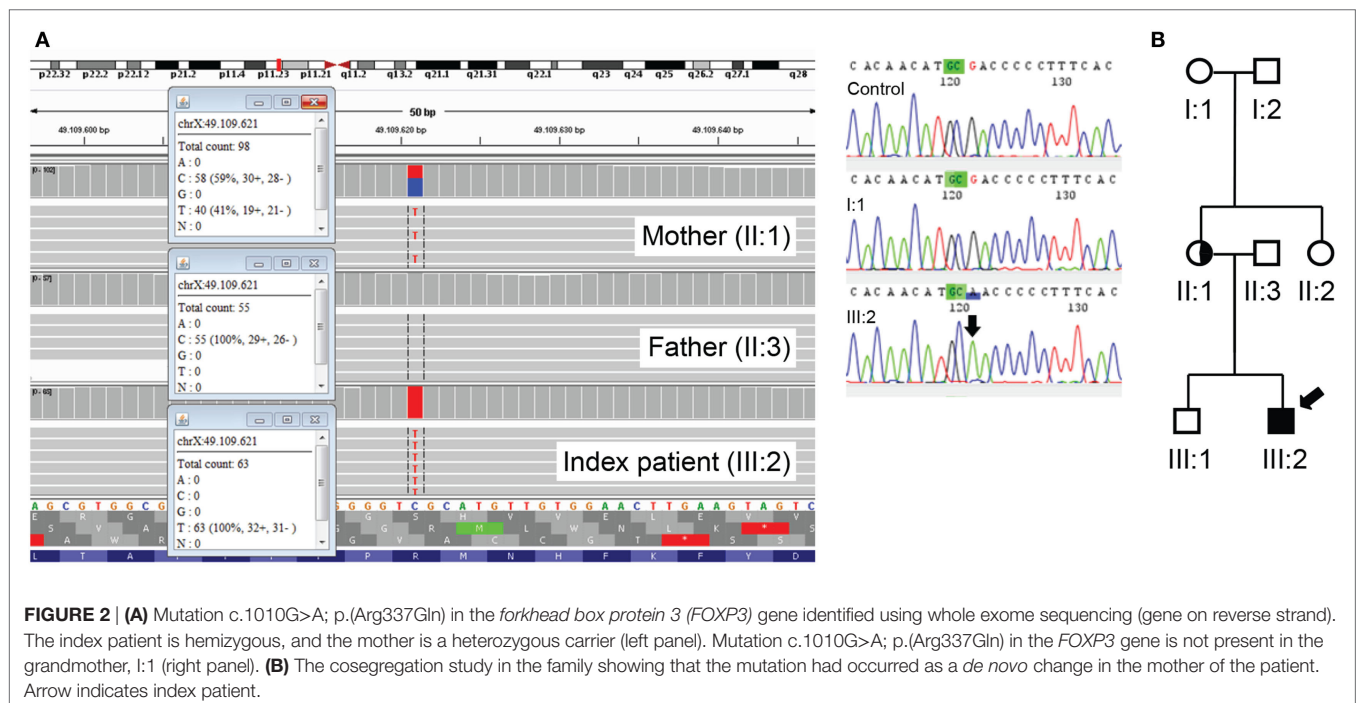 A
B
p22.32 p22.2 p22.12 p21.2 p11.4 p11.23 p11.21 q11.2 q13.2 q21.1 q21.31 q22.1 q23 q24 q25 q26.2 q27.1 q28
50 bp
49.109.600 bp 49.109.620 bp 49.109.630 bp 49.109.640 bp
chrX:49.109.621
Total count: 98
A : 0
C : 58 (59%, 30+, 28- )
G : 0
T : 40 (41%, 19+, 21- )
N : 0
[0 - 102]
T
T
T
Mother (II:1)
chrX:49.109.621
Total count: 55
A : 0
C : 55 (100%, 29+, 26- )
G : 0
T : 0
N : 0
Father (II:3)
chrX:49.109.621
Total count: 63
A : 0
C : 0
G : 0
T : 63 (100%, 32+, 31- )
N : 0
T
T
T
T
T
T
Index patient (III:2)
A G C G T G G C G G G G G T C G C A T G T T G T G G A A C T T G A A G T A G T C
E R G G S H V V E L E V V
S V A G R M L W N L K * S
A W R G V A C C G T * S S
L T A P R M N H F K F Y D
C A C A A C A T G C G A C C C C C T T T C A C
120 130
Control
C A C A A C A T G C G A C C C C C T T T C A C
120 130
I:1
C A C A A C A T G C A A C C C C C T T T C A C
120 130
III:2
I:1 I:2
II:1 II:3 II:2
III:1 III:2
FIGURE 2 | (A) Mutation c.1010G>A; p.(Arg337Gln) in the forkhead box protein 3 (FOXP3) gene identified using whole exome sequencing (gene on reverse strand).
The index patient is hemizygous, and the mother is a heterozygous carrier (left panel). Mutation c.1010G>A; p.(Arg337Gln) in the FOXP3 gene is not present in the
grandmother, I:1 (right panel). (B) The cosegregation study in the family showing that the mutation had occurred as a de novo change in the mother of the patient.
Arrow indicates index patient.